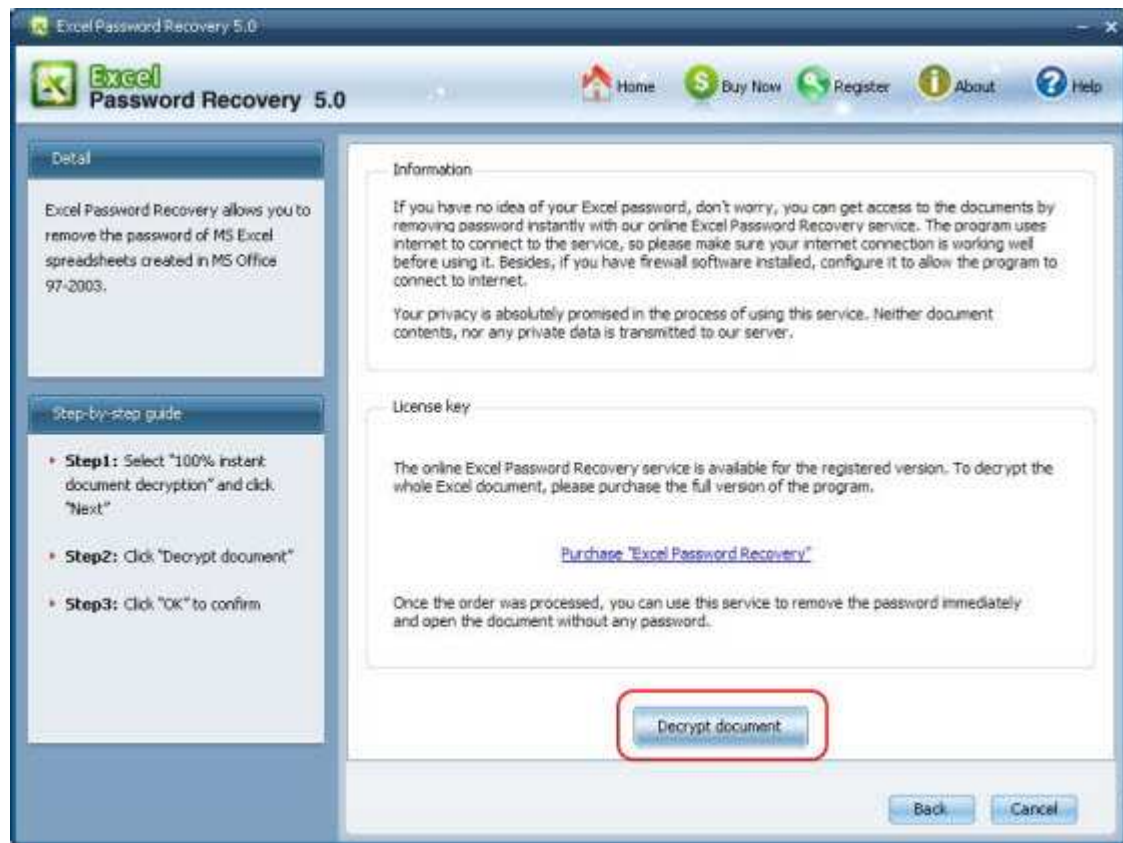 Excel Password Recovery 5.0
Excel
Password Recovery 5.0
Home
Buy Now
Register
About
Help
Detail
Excel Password Recovery allows you to
remove the password of MS Excel
spreadsheets created in MS Office
97-2003.
Step-by-step guide
Step1: Select "100% instant
document decryption" and click
"Next"
Step2: Click "Decrypt document"
Step3: Click "OK" to confirm
Information
If you have no idea of your Excel password, don't worry, you can get access to the documents by
removing password instantly with our online Excel Password Recovery service. The program uses
internet to connect to the service, so please make sure your internet connection is working well
before using it. Besides, if you have firewall software installed, configure it to allow the program to
connect to internet.
Your privacy is absolutely promised in the process of using this service. Neither document
contents, nor any private data is transmitted to our server.
License key
The online Excel Password Recovery service is available for the registered version. To decrypt the
whole Excel document, please purchase the full version of the program.
Purchase "Excel Password Recovery"
Once the order was processed, you can use this service to remove the password immediately
and open the document without any password.
Decrypt document
Back
Cancel